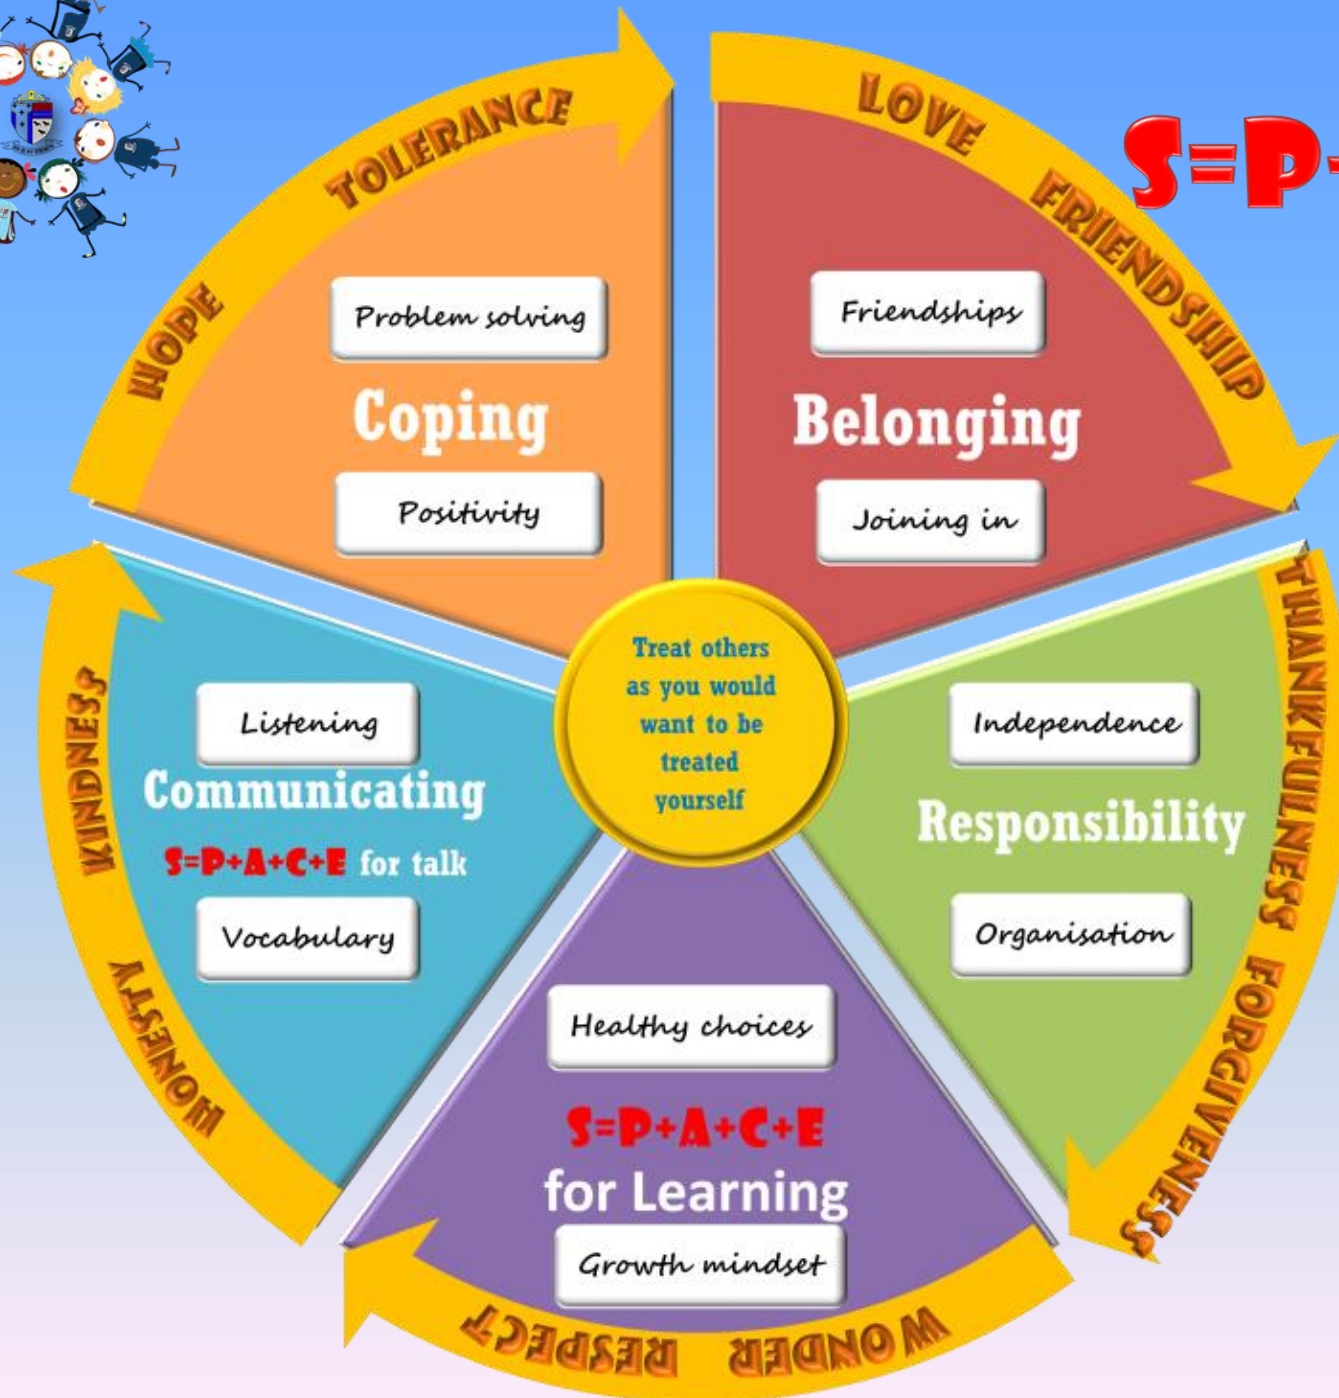 S=P+
HOPE TOLERANCE
LOVE FRIENDSHIP
Problem solving
Coping
Positivity
Friendships
Belonging
Joining in
Treat others
as you would
want to be
treated
yourself
THANKFULNESS FORGIVENESS
Independence
Responsibility
Organisation
WONDER RESPECT
Healthy choices
S=P+A+C+E
for Learning
Growth mindset
HONESTY KINDNESS
Listening
Communicating
S=P+A+C+E for talk
Vocabulary